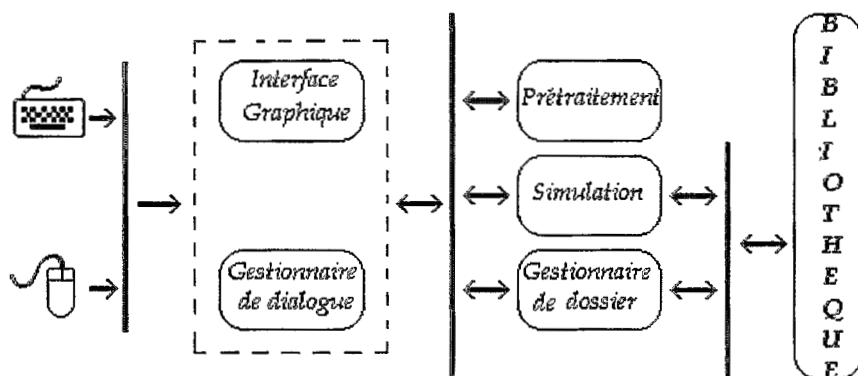 Interface
Graphique
Gestionnaire
de dialogue
Prétraitement
Simulation
Gestionnaire
de dossier
B
I
B
L
I
O
T
H
E
Q
U
E